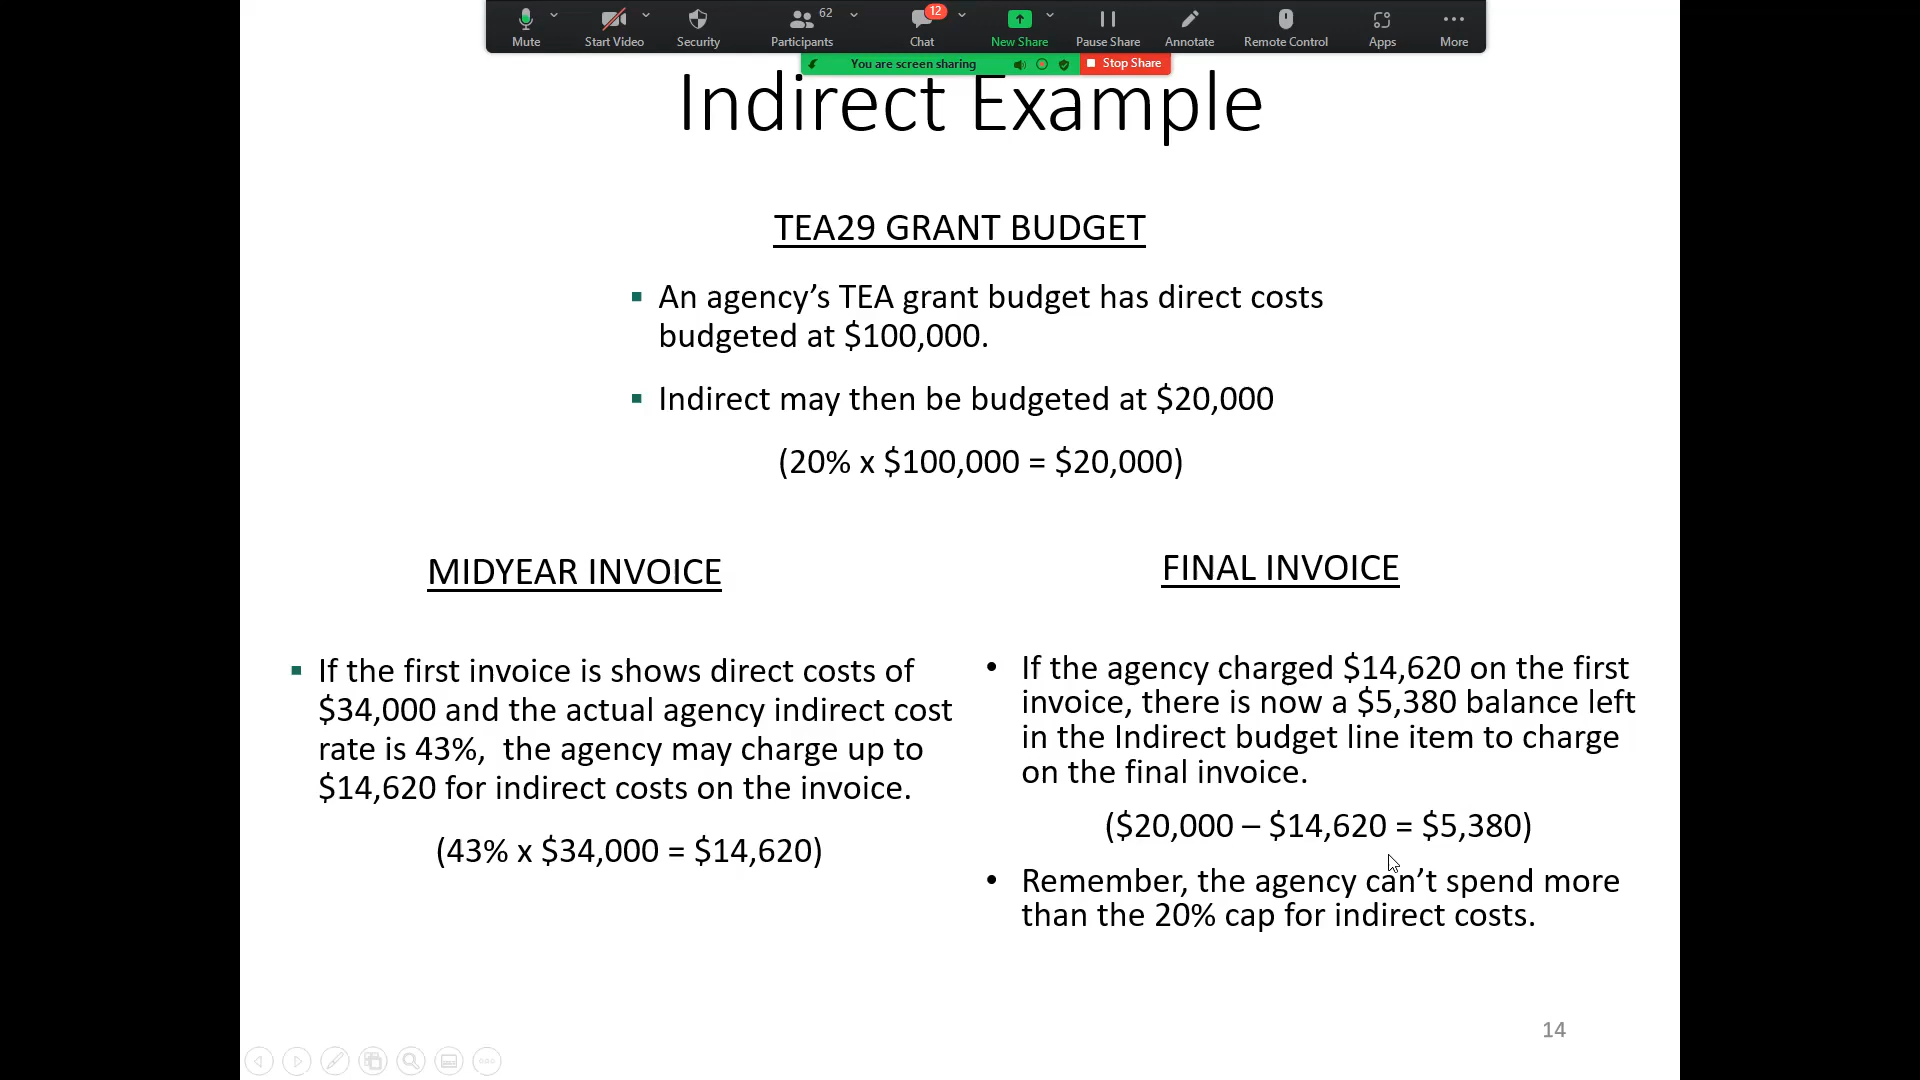 Mute
Start Video
Security
62
Participants
12
Chat
New Share
Pause Share
Annotate
Remote Control
Apps
More
You are screen sharing
Stop Share
Indirect Example
TEA29 GRANT BUDGET
An agency’s TEA grant budget has direct costs
budgeted at $100,000.
Indirect may then be budgeted at $20,000
(20% x $100,000 = $20,000)
MIDYEAR INVOICE
If the first invoice is shows direct costs of
$34,000 and the actual agency indirect cost
rate is 43%,  the agency may charge up to
$14,620 for indirect costs on the invoice.
(43% x $34,000 = $14,620)
FINAL INVOICE
• If the agency charged $14,620 on the first
invoice, there is now a $5,380 balance left
in the Indirect budget line item to charge
on the final invoice.
($20,000 – $14,620 = $5,380)
• Remember, the agency can’t spend more
than the 20% cap for indirect costs.
14